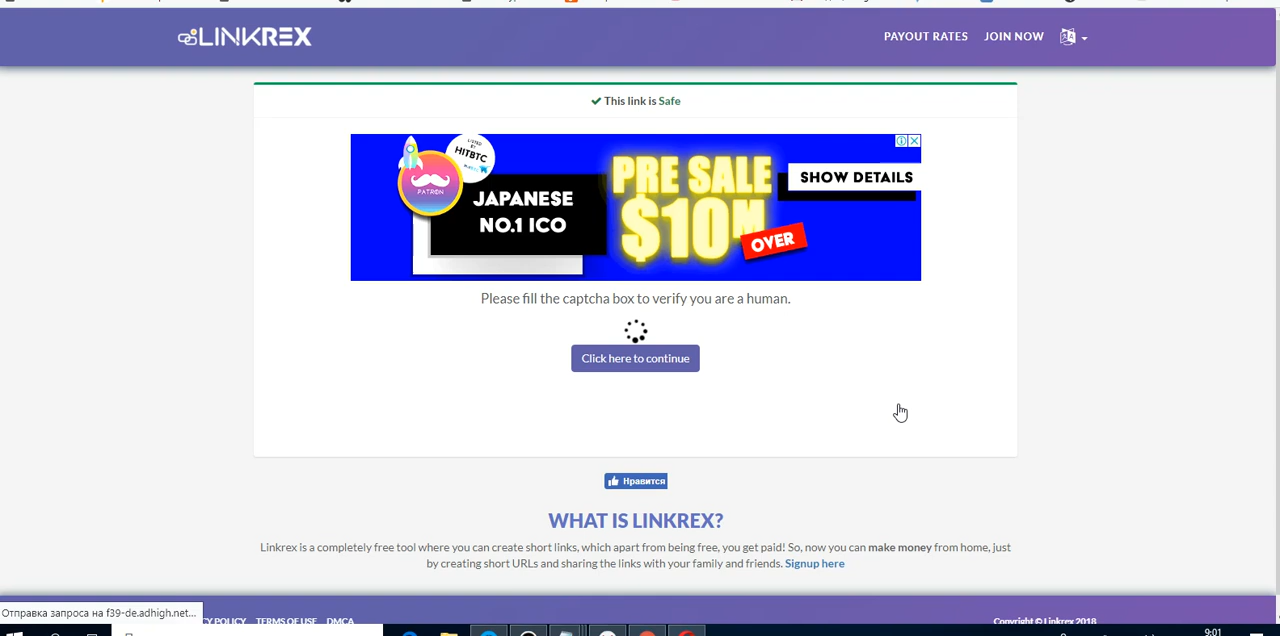 LINKREX
PAYOUT RATES JOIN NOW
This link is Safe
LISTED BY
HITBTC
PATRON
JAPANESE
NO.1 ICO
PRE SALE
$10M
OVER
SHOW DETAILS
Please fill the captcha box to verify you are a human.
Click here to continue
Нравится
WHAT IS LINKREX?
Linkrex is a completely free tool where you can create short links, which apart from being free, you get paid! So, now you can make money from home, just
by creating short URLs and sharing the links with your family and friends. Signup here
Отправка запроса на f39-de.adhigh.net...
CY POLICY TERMS OF USE DMCA
Copyright © Linkrex 2018
9:01